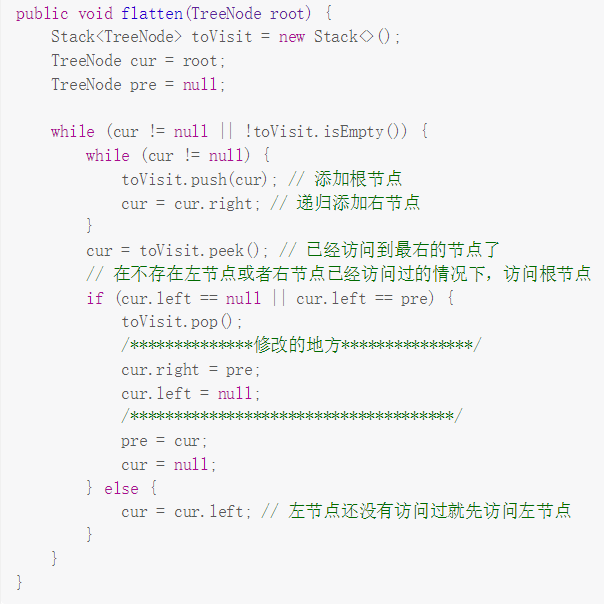 public void flatten(TreeNode root) {
    Stack<TreeNode> toVisit = new Stack<>();
    TreeNode cur = root;
    TreeNode pre = null;

    while (cur != null || !toVisit.isEmpty()) {
        while (cur != null) {
            toVisit.push(cur); // 添加根节点
            cur = cur.right; // 递归添加右节点
        }
        cur = toVisit.peek(); // 已经访问到最右的节点了
        // 在不存在左节点或者右节点已经访问过的情况下，访问根节点
        if (cur.left == null || cur.left == pre) {
            toVisit.pop();
            /**************修改的地方***************/
            cur.right = pre;
            cur.left = null;
            /*************************************/
            pre = cur;
            cur = null;
        } else {
            cur = cur.left; // 左节点还没有访问过就先访问左节点
        }
    }
}